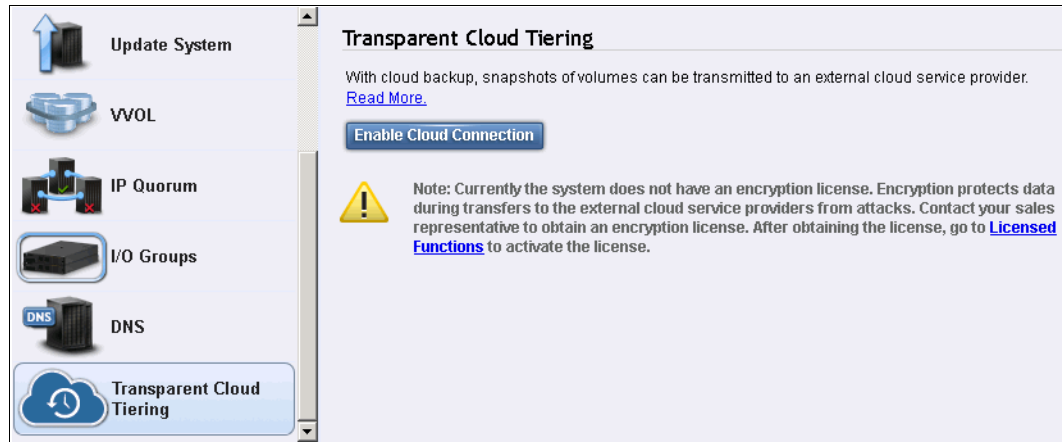 Update System
VVOL
IP Quorum
I/O Groups
DNS
DNS
Transparent Cloud
Tiering
Transparent Cloud Tiering
With cloud backup, snapshots of volumes can be transmitted to an external cloud service provider.
Read More.
Enable Cloud Connection
Note: Currently the system does not have an encryption license. Encryption protects data
during transfers to the external cloud service providers from attacks. Contact your sales
representative to obtain an encryption license. After obtaining the license, go to Licensed
Functions to activate the license.